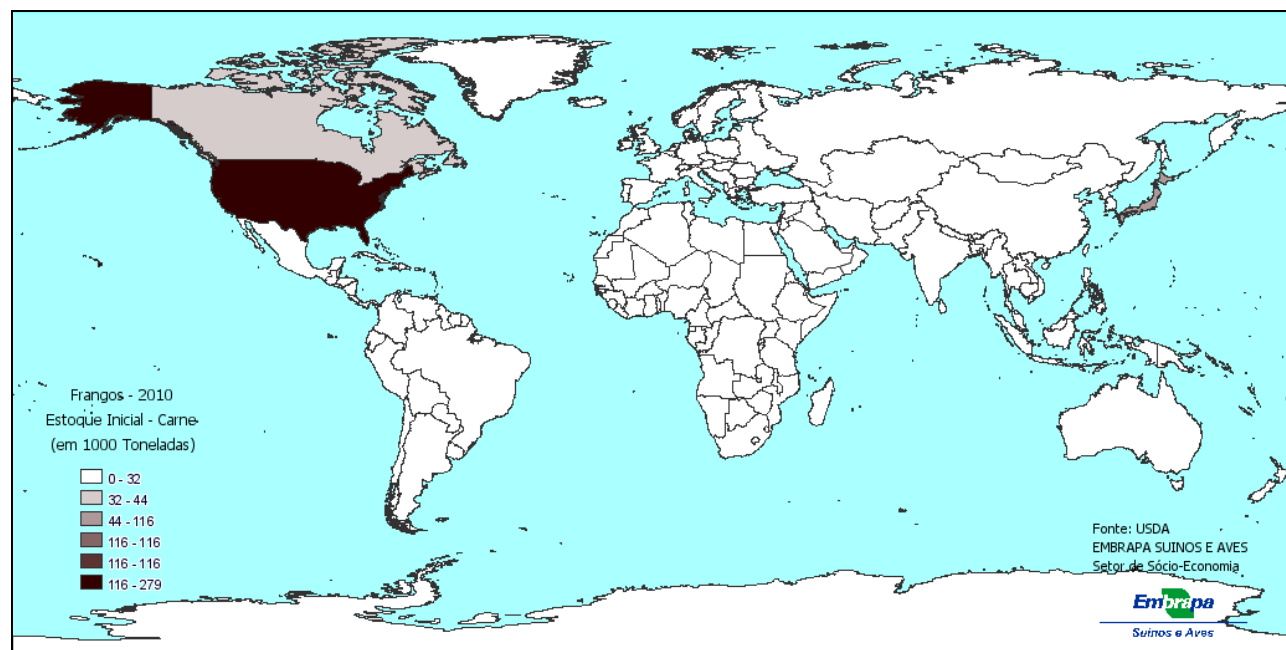 Frangos - 2010
Estoque Inicial - Carne
(em 1000 Toneladas)
0 - 32
32 - 44
44 - 116
116 - 116
116 - 116
116 - 279
Fonte: USDA
EMBRAPA SUINOS E AVES
Setor de Sócio-Economia
Embrapa
Suínos e Aves